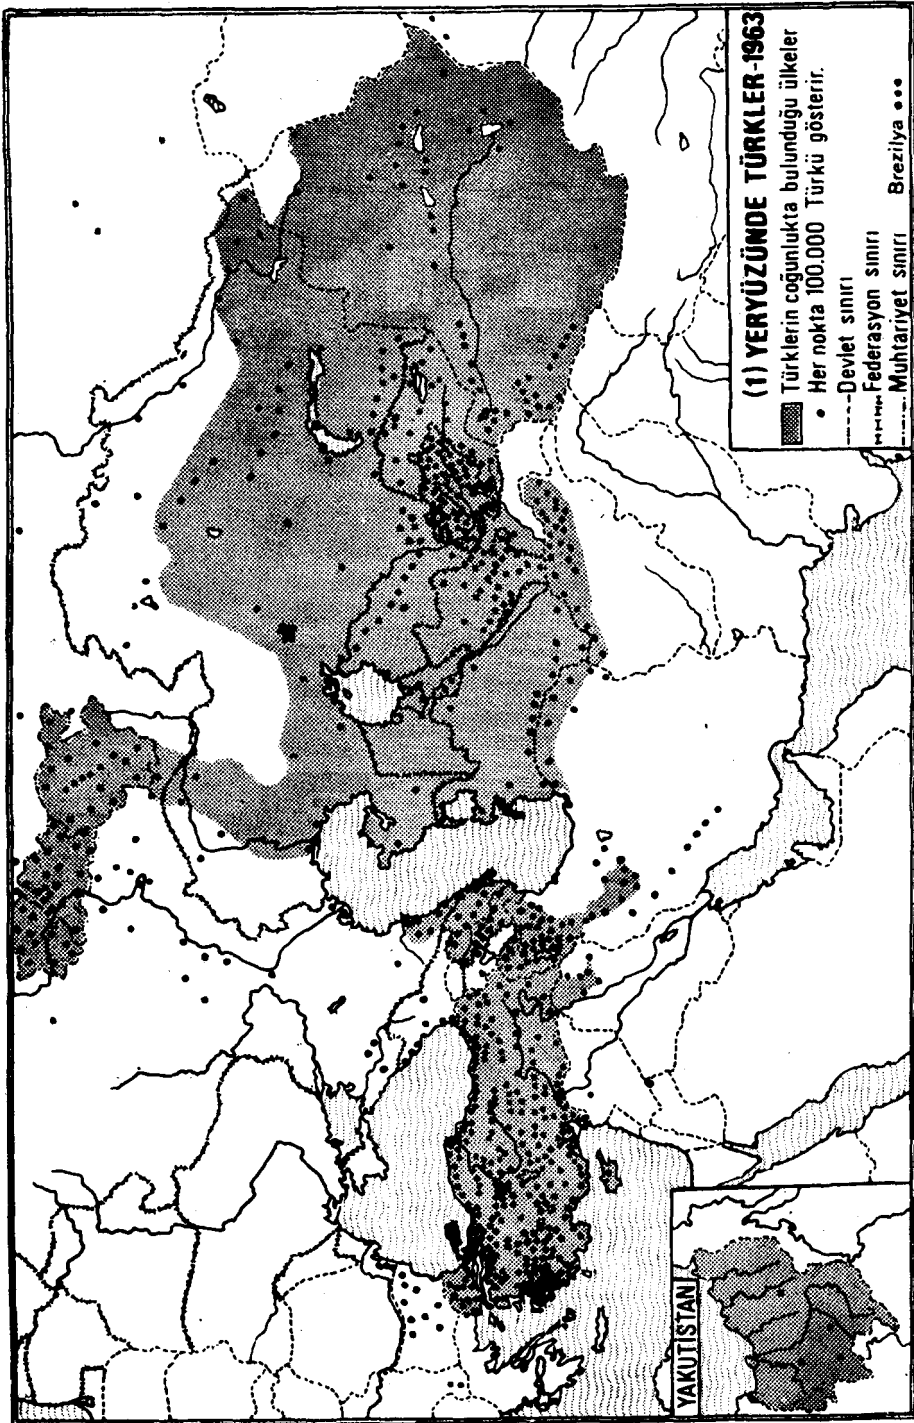 (1) YERYÜZÜNDE TÜRKLER-1963
Türklerin coğunlukta bulunduğu ülkeler
Her nokta 100.000 Türkü gösterir.
Devlet sınırı
Federasyon sınırı
Muhtariyet sınırı Brezilya •••
YAKUTİSTAN